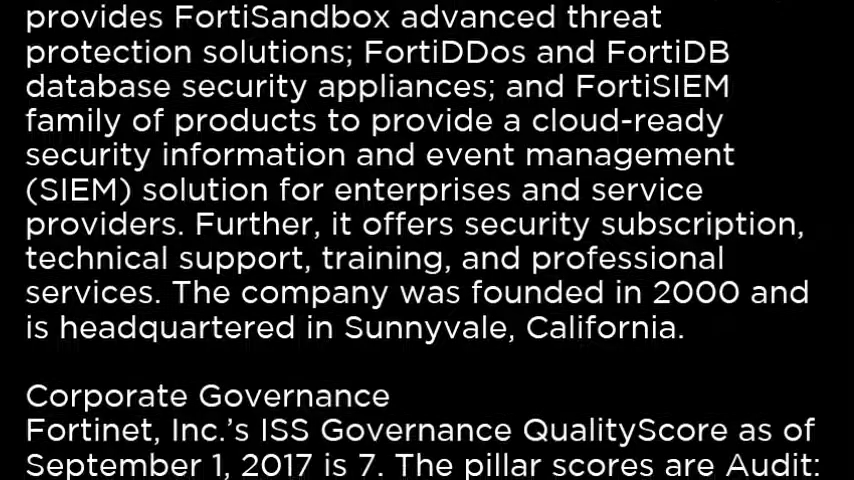 provides FortiSandbox advanced threat
protection solutions; FortiDDos and FortiDB
database security appliances; and FortiSIEM
family of products to provide a cloud-ready
security information and event management
(SIEM) solution for enterprises and service
providers. Further, it offers security subscription,
technical support, training, and professional
services. The company was founded in 2000 and
is headquartered in Sunnyvale, California.
Corporate Governance
Fortinet, Inc.’s ISS Governance QualityScore as of
September 1, 2017 is 7. The pillar scores are Audit: